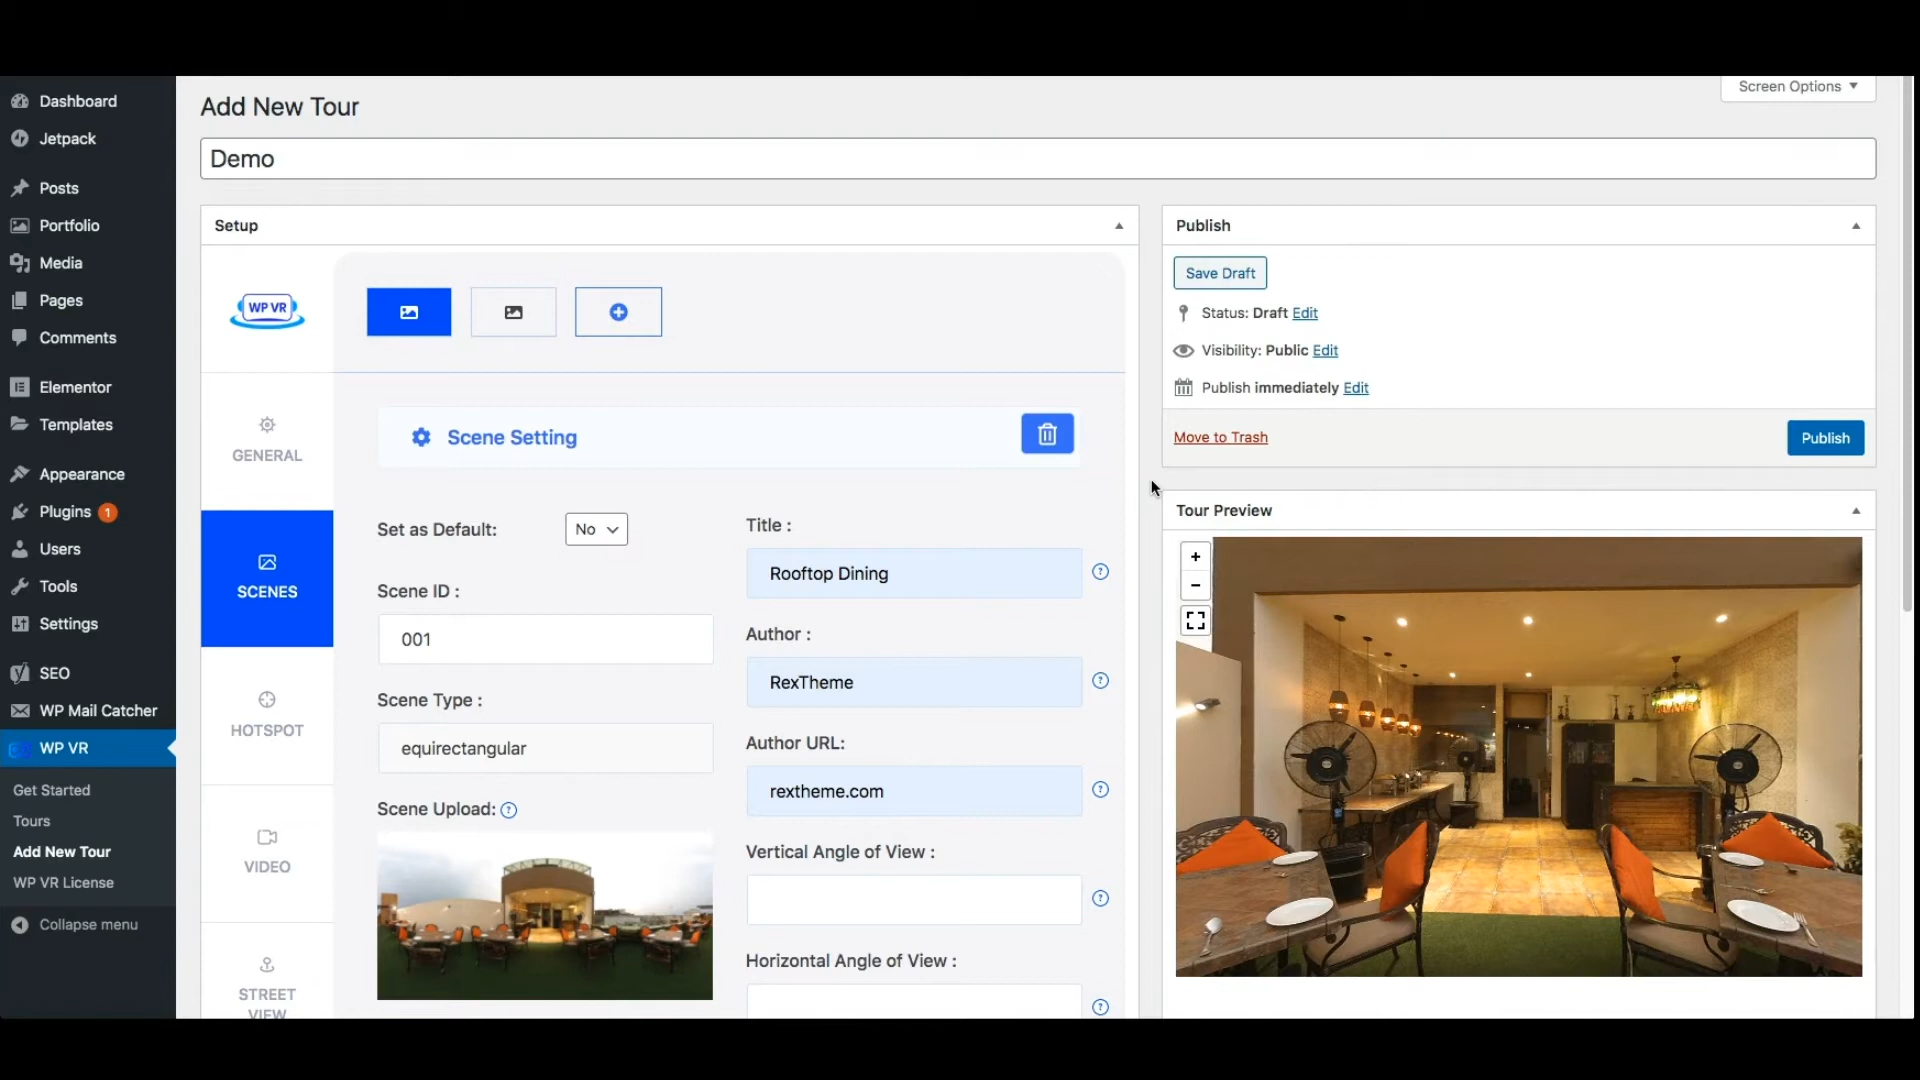 Dashboard
Jetpack
Posts
Portfolio
Media
Pages
Comments
Elementor
Templates
Appearance
Plugins 1
Users
Tools
Settings
SEO
WP Mail Catcher
WP VR
Get Started
Tours
Add New Tour
WP VR License
Collapse menu
Screen Options
Add New Tour
Demo
Setup
WP VR
GENERAL
SCENES
HOTSPOT
VIDEO
STREET
VIEW
Scene Setting
Set as Default: No
Scene ID :
001
Scene Type :
equirectangular
Scene Upload: ?
Title :
Rooftop Dining ?
Author :
RexTheme ?
Author URL:
rextheme.com ?
Vertical Angle of View :
?
Horizontal Angle of View :
?
Publish
Save Draft
Status: Draft Edit
Visibility: Public Edit
Publish immediately Edit
Move to Trash
Publish
Tour Preview
+
−